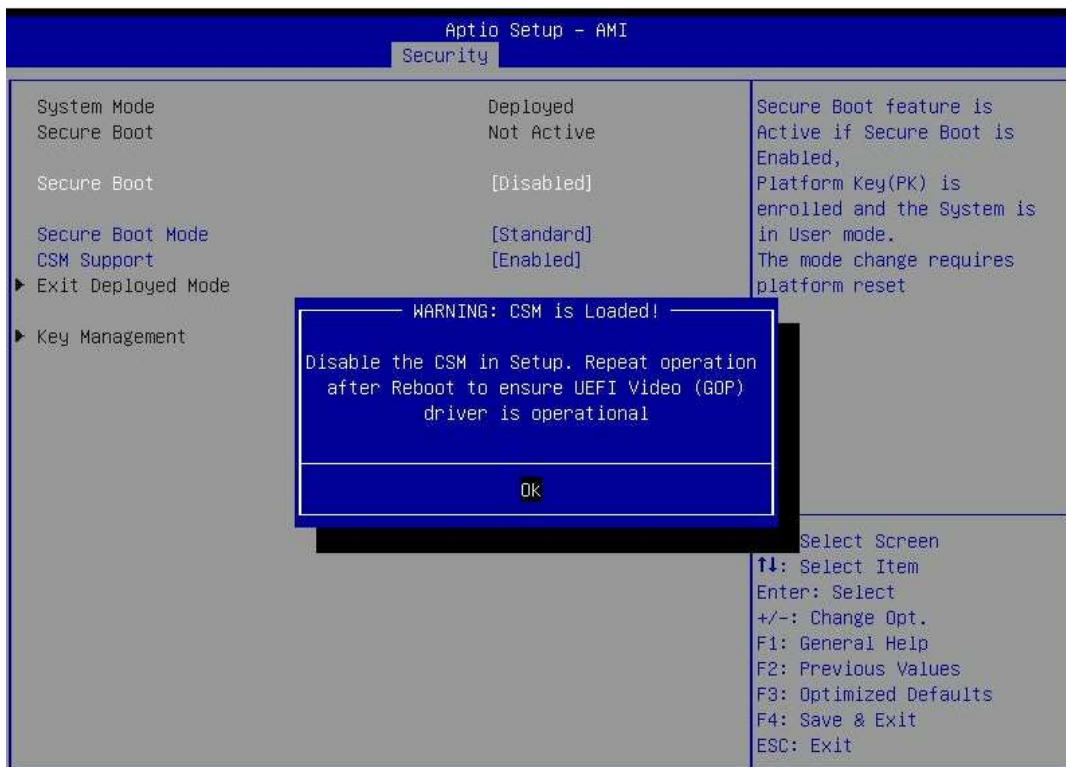 Aptio Setup – AMI
Security
System Mode Deployed
Secure Boot Not Active
Secure Boot [Disabled]
Secure Boot Mode [Standard]
CSM Support [Enabled]
▶ Exit Deployed Mode
▶ Key Management
Secure Boot feature is
Active if Secure Boot is
Enabled,
Platform Key(PK) is
enrolled and the System is
in User mode.
The mode change requires
platform reset
WARNING: CSM is Loaded!
Disable the CSM in Setup. Repeat operation
after Reboot to ensure UEFI Video (GOP)
driver is operational
Ok
Select Screen
↑↓: Select Item
Enter: Select
+/-: Change Opt.
F1: General Help
F2: Previous Values
F3: Optimized Defaults
F4: Save & Exit
ESC: Exit